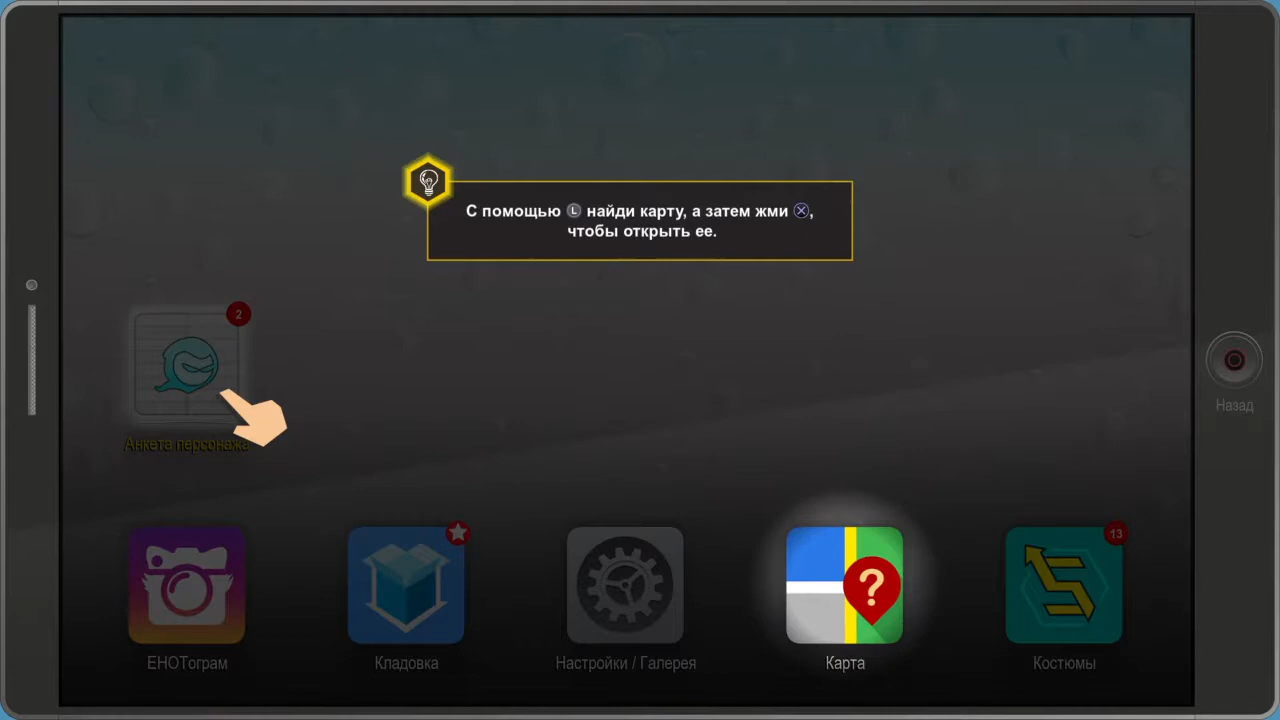 С помощью L найди карту, а затем жми X,
чтобы открыть ее.
2
Анкета персонажа
Назад
13
?
ЕНОТограм
Кладовка
Настройки / Галерея
Карта
Костюмы